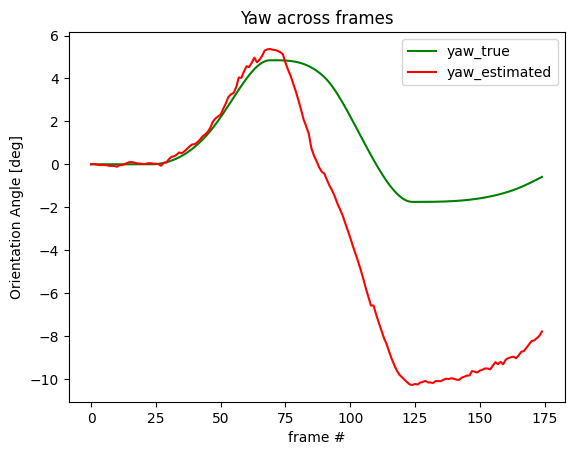 Yaw across frames
yaw_true
yaw_estimated
Orientation Angle [deg]
6
4
2
0
−2
−4
−6
−8
−10
0 25 50 75 100 125 150 175
frame #